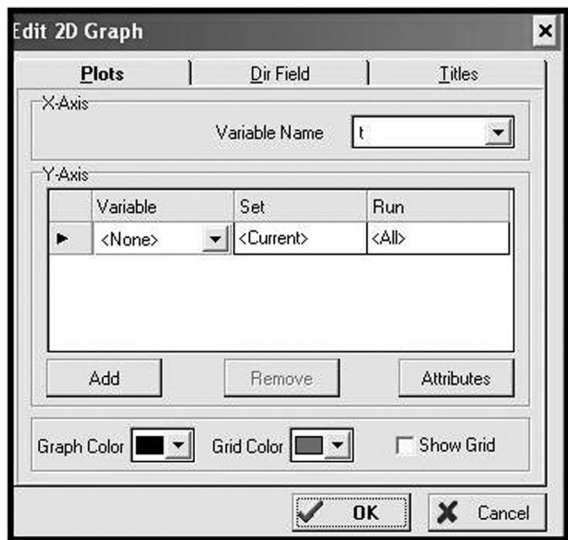 Edit 2D Graph
Plots Dir Field Titles
X-Axis
Variable Name t
Y-Axis
Variable Set Run
<None> <Current> <All>
Add Remove Attributes
Graph Color Grid Color Show Grid
OK Cancel